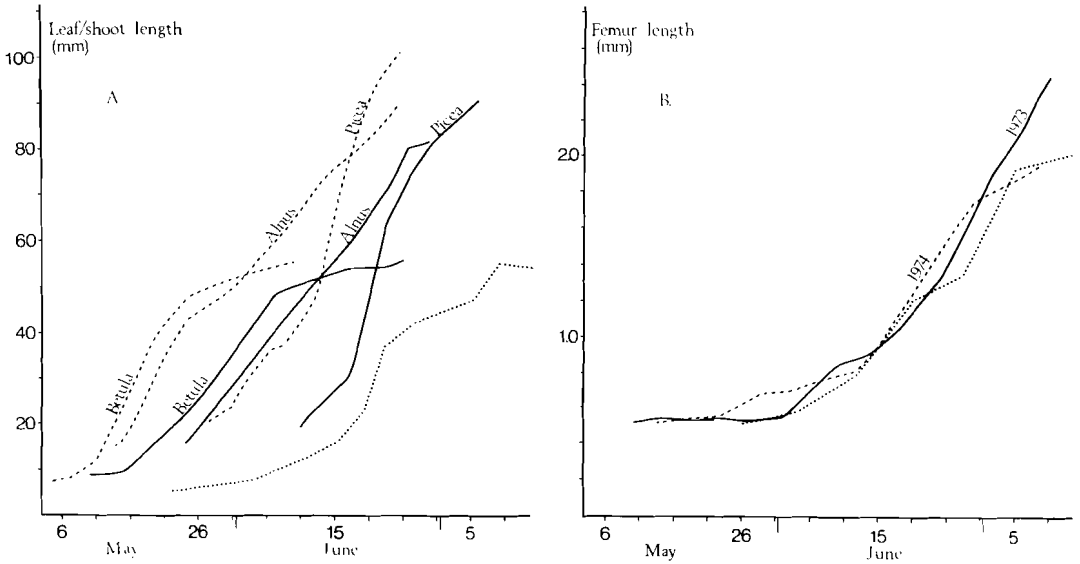 Leaf/shoot length
(mm)
A
100
80
60
40
20
Picea
Picea
Alnus
Alnus
Betula
Betula
6
26
15
5
May
June
Femur length
(mm)
B.
2.0
1.0
1973
1974
6
26
15
5
May
June